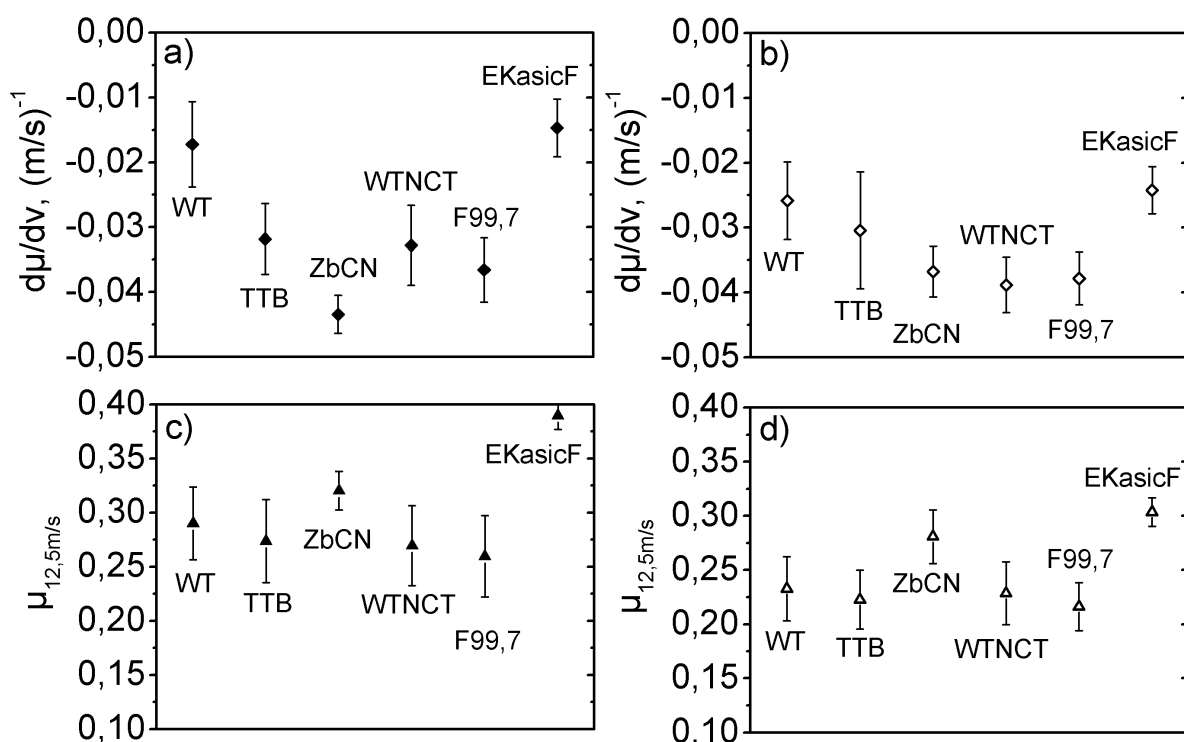 a)
0,00
-0,01
-0,02
-0,03
-0,04
-0,05
dμ/dv, (m/s)-1
WT
TTB
ZbCN
WTNCT
F99,7
EKasicF
b)
0,00
-0,01
-0,02
-0,03
-0,04
-0,05
dμ/dv, (m/s)-1
WT
TTB
ZbCN
WTNCT
F99,7
EKasicF
c)
0,40
0,35
0,30
0,25
0,20
0,15
0,10
μ12,5m/s
WT
TTB
ZbCN
WTNCT
F99,7
EKasicF
d)
0,40
0,35
0,30
0,25
0,20
0,15
0,10
μ12,5m/s
WT
TTB
ZbCN
WTNCT
F99,7
EKasicF